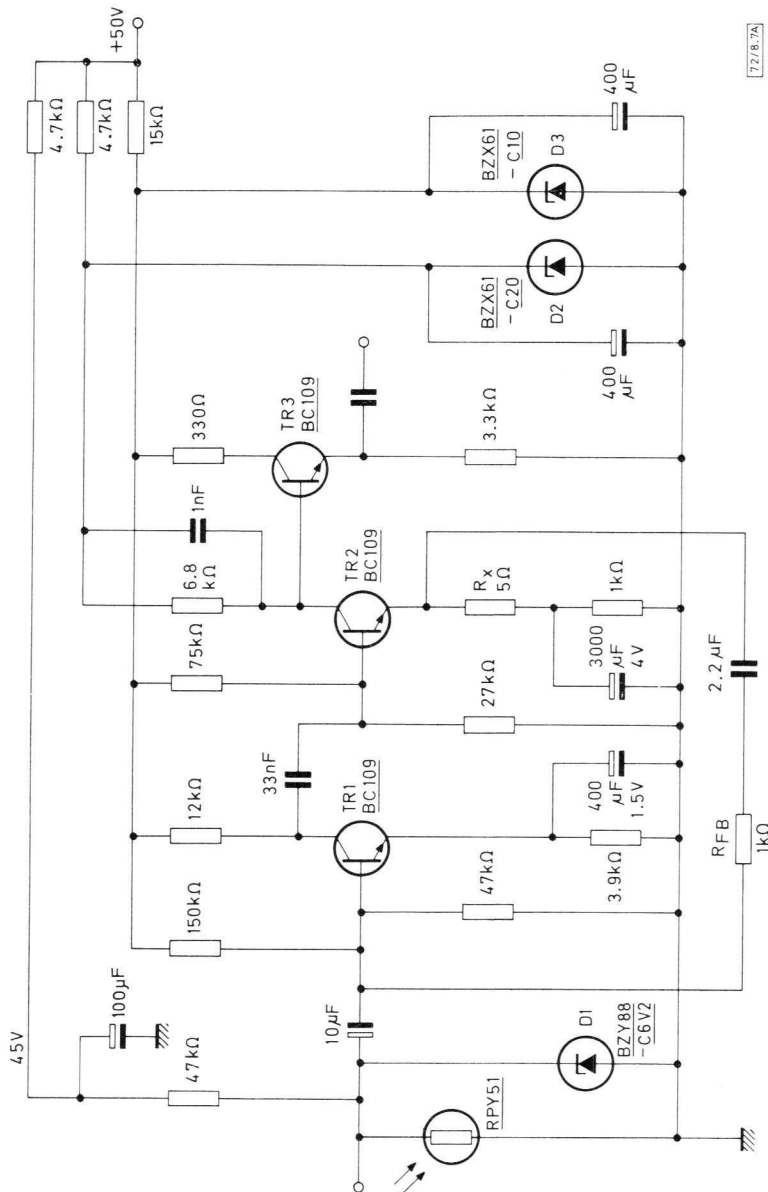 +50V
4.7kΩ
4.7kΩ
15kΩ
45V
100μF
47kΩ
150kΩ
12kΩ
75kΩ
6.8
kΩ
1nF
330Ω
33nF
TR1
BC109
TR2
BC109
TR3
BC109
BZX61
-C20
D2
BZX61
-C10
D3
400
μF
400
μF
10μF
RPY51
D1
BZY88
-C6V2
47kΩ
3.9kΩ
400
μF
1.5V
27kΩ
Rx
5Ω
3000
μF
4V
1kΩ
3.3kΩ
RFB
1kΩ
2.2μF
72/8.7A